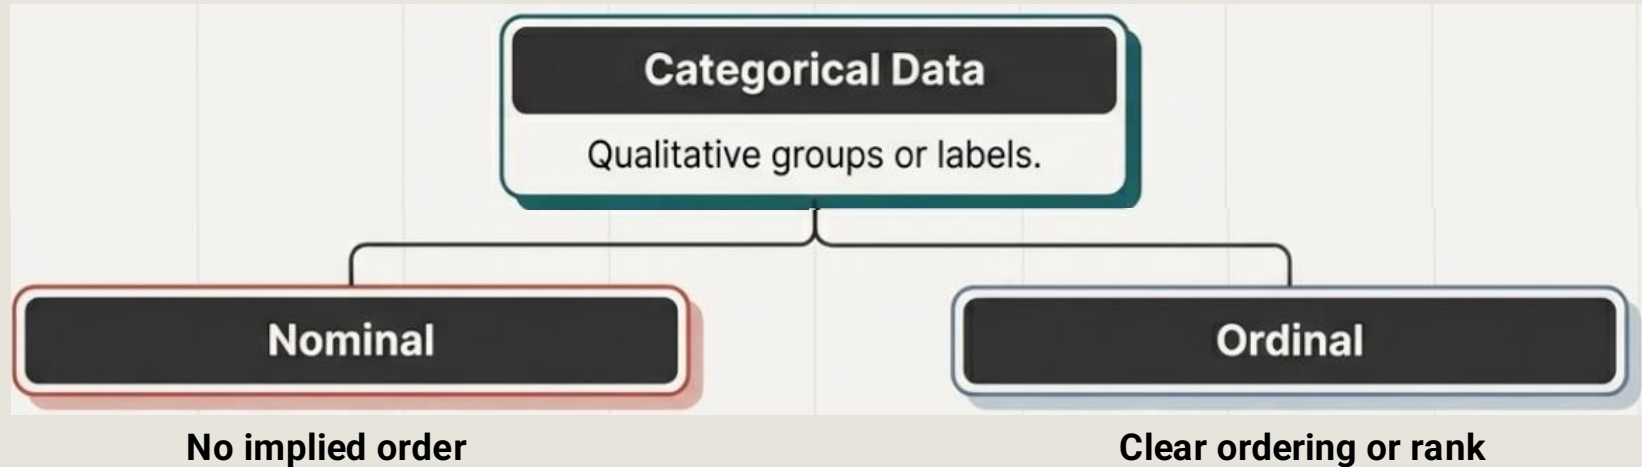 Categorical Data
Qualitative groups or labels.
Nominal
Ordinal
No implied order
Clear ordering or rank